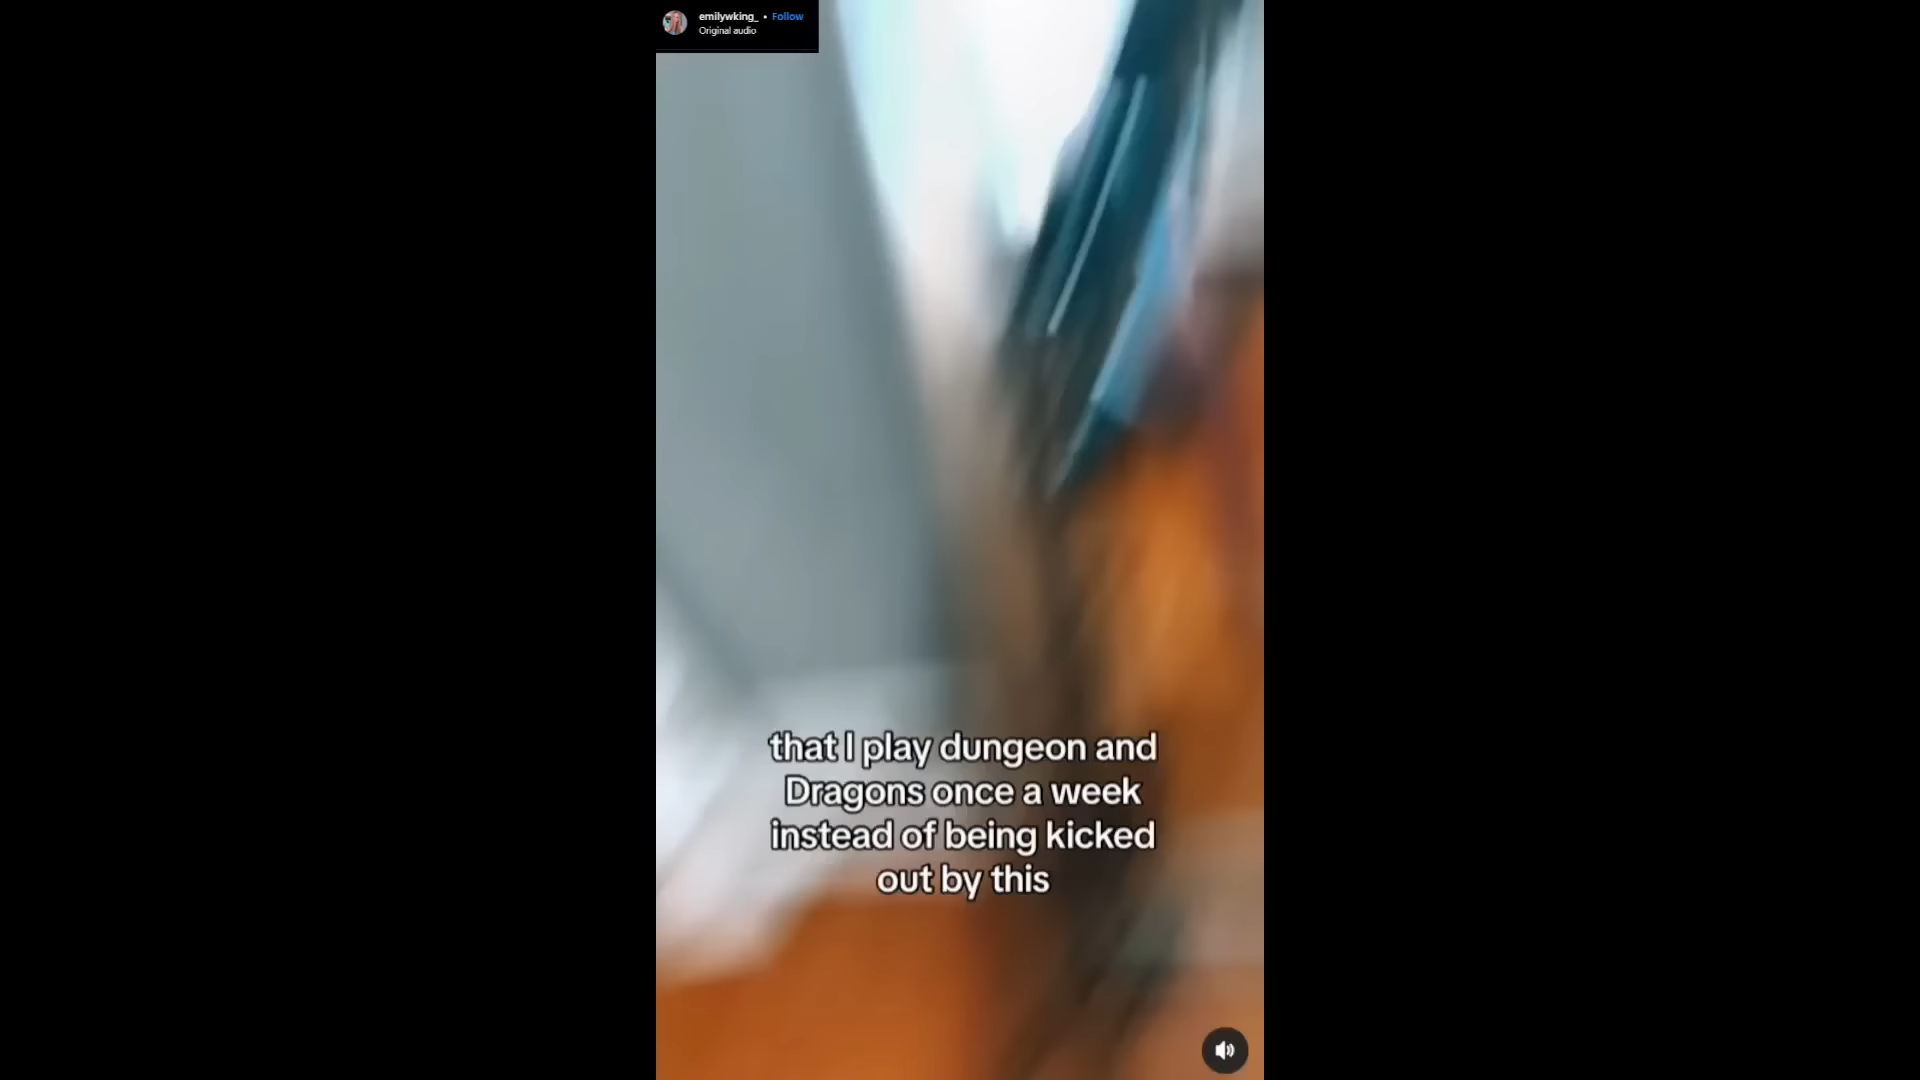 emilywking_ • Follow
Original audio
that I play dungeon and
Dragons once a week
instead of being kicked
out by this